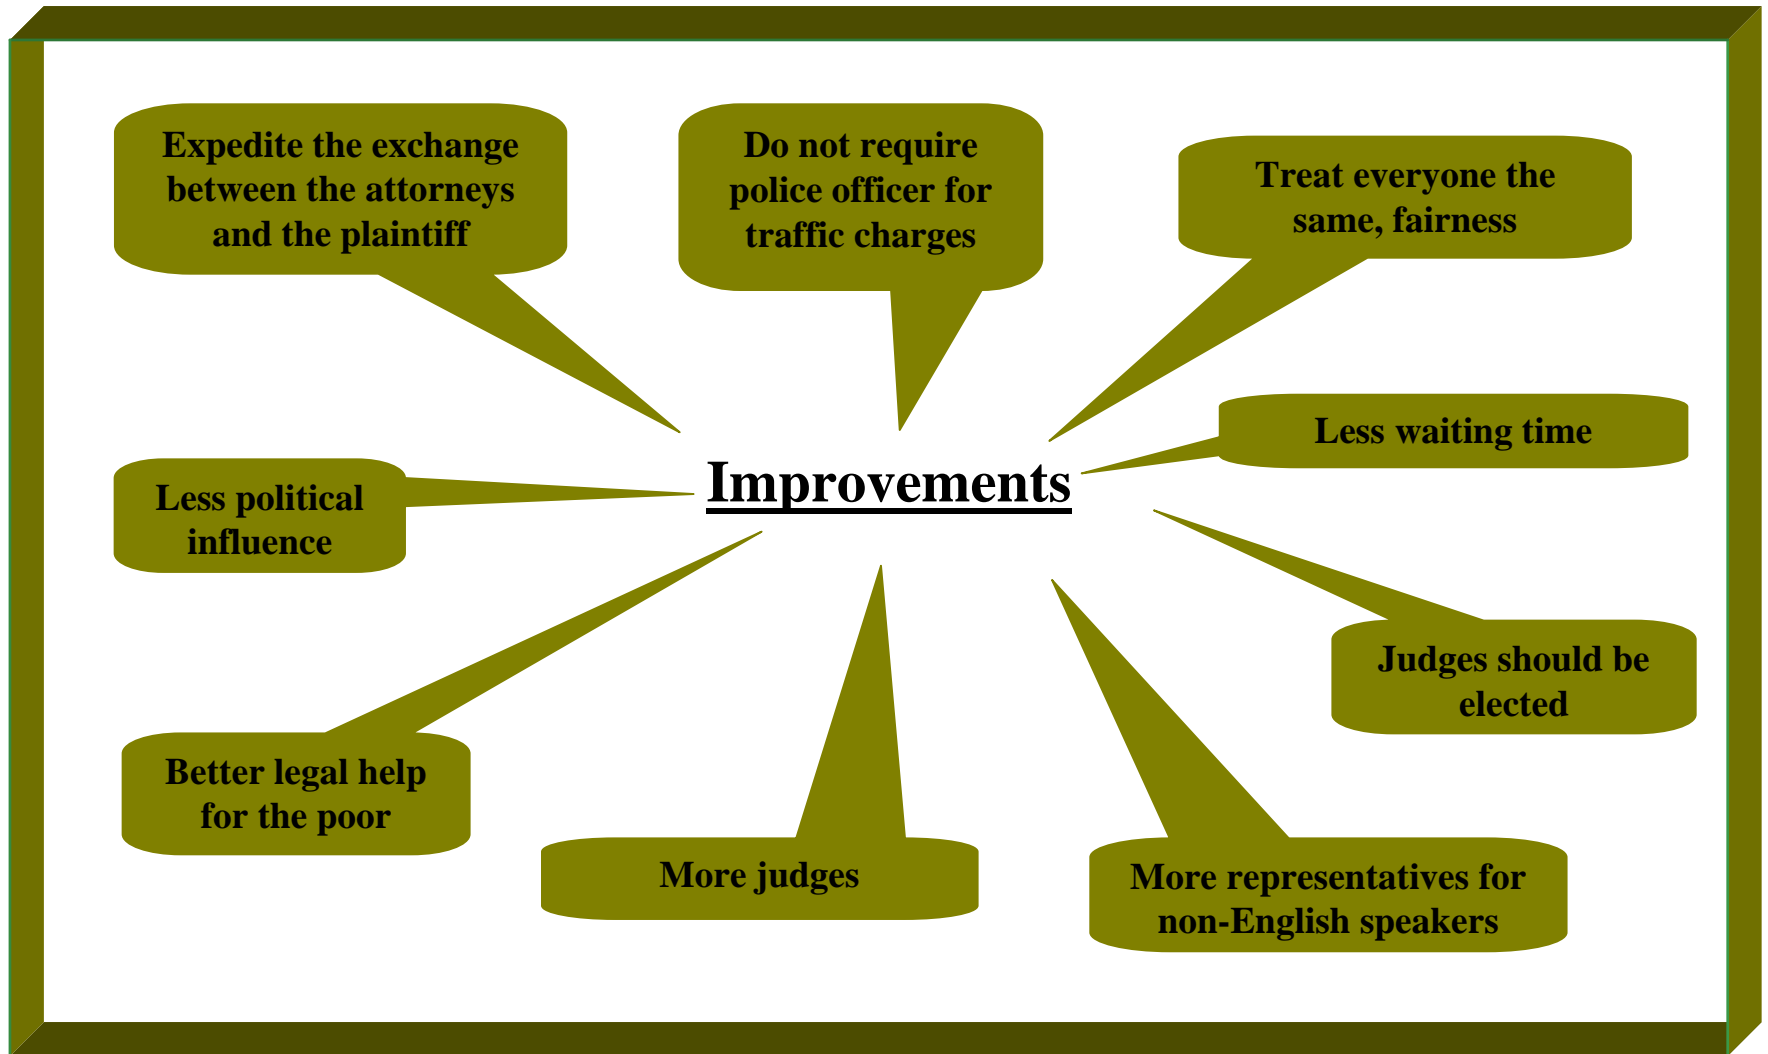 Expedite the exchange
between the attorneys
and the plaintiff
Do not require
police officer for
traffic charges
Treat everyone the
same, fairness
Less waiting time
Improvements
Less political
influence
Judges should be
elected
Better legal help
for the poor
More judges
More representatives for
non-English speakers